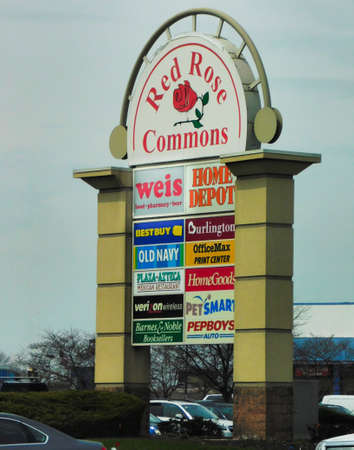 Red Rose
Commons
weis
food • pharmacy • beer
HOME
DEPOT
BEST BUY
Burlington
OLD NAVY
OfficeMax
PRINT CENTER
PLAZA AZTECA
MEXICAN RESTAURANT
HomeGoods
verizon wireless
PETSMART
Barnes & Noble
Booksellers
PEPBOYS
AUTO